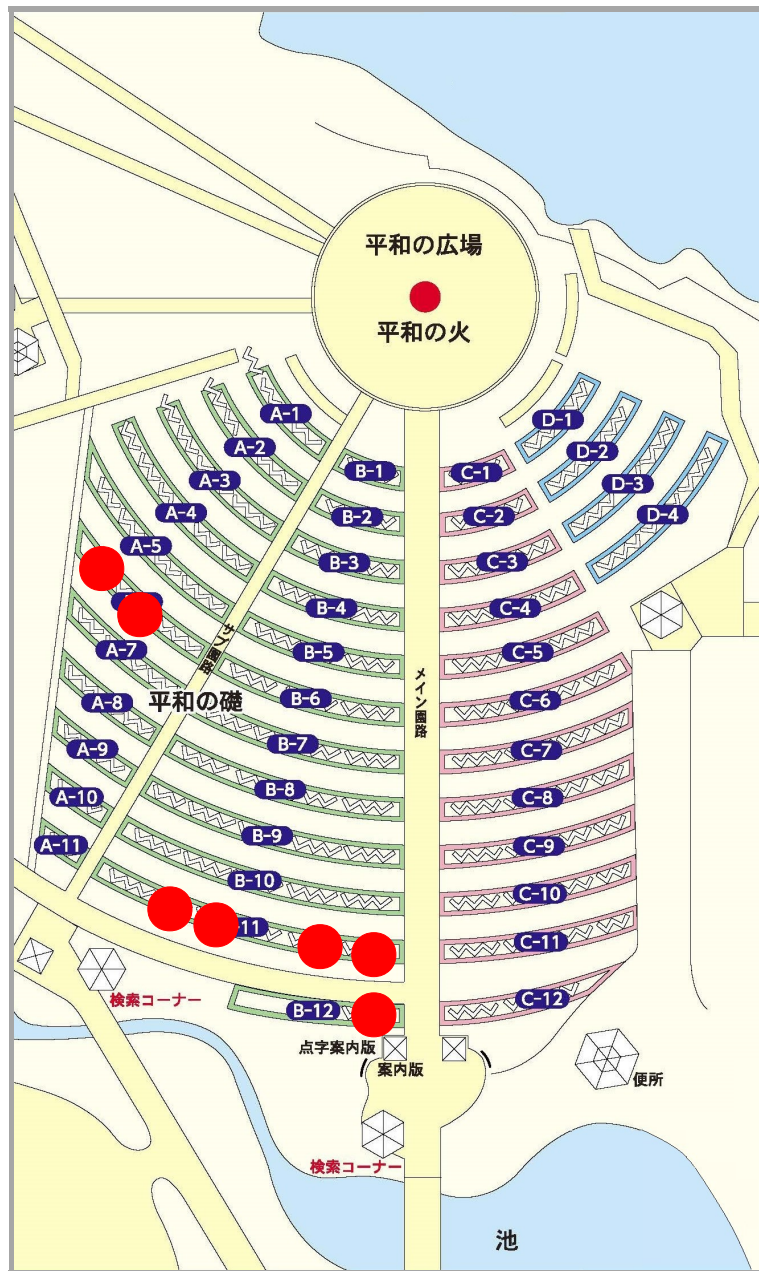 平和の広場
平和の火
A-1
A-2
A-3
A-4
A-5
A-7
A-8
A-9
A-10
A-11
B-1
B-2
B-3
B-4
B-5
B-6
B-7
B-8
B-9
B-10
11
B-12
C-1
C-2
C-3
C-4
C-5
C-6
C-7
C-8
C-9
C-10
C-11
C-12
D-1
D-2
D-3
D-4
サブ園路
メイン園路
平和の礎
検索コーナー
点字案内版
案内版
便所
検索コーナー
池